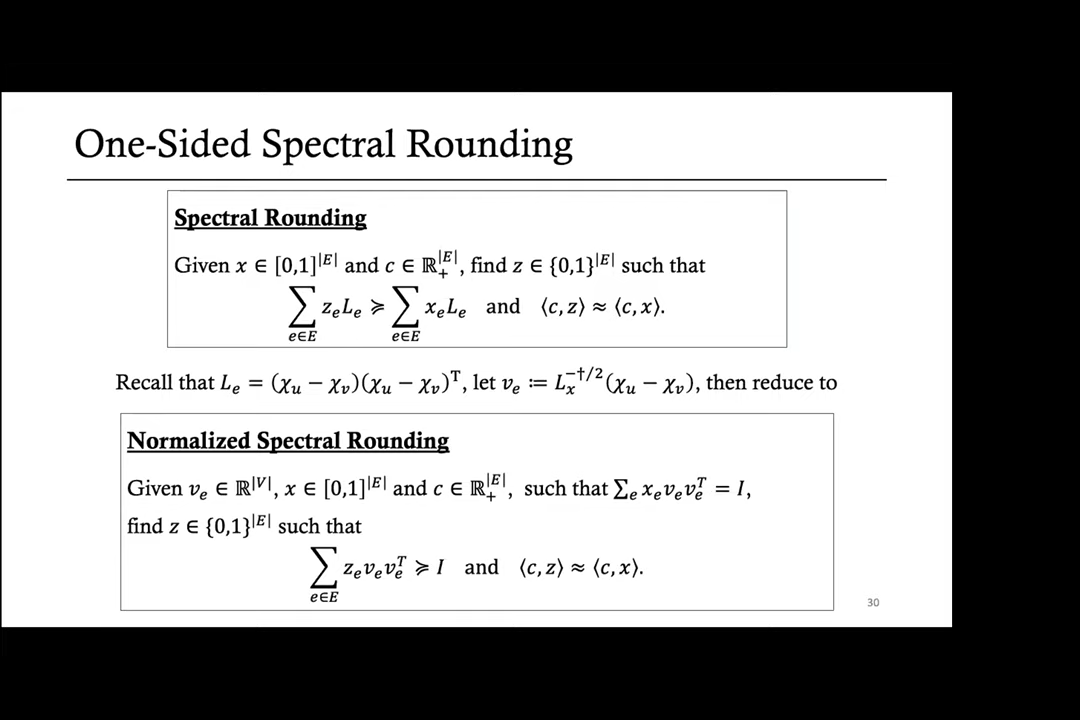 One-Sided Spectral Rounding
Spectral Rounding
Given x ∈ [0,1]^{|E|} and c ∈ ℝ₊^{|E|}, find z ∈ {0,1}^{|E|} such that
∑_{e∈E} z_e L_e ≽ ∑_{e∈E} x_e L_e and ⟨c, z⟩ ≈ ⟨c, x⟩.
Recall that L_e = (χ_u − χ_v)(χ_u − χ_v)^T, let v_e ≔ L_x^{−†/2}(χ_u − χ_v), then reduce to
Normalized Spectral Rounding
Given v_e ∈ ℝ^{|V|}, x ∈ [0,1]^{|E|} and c ∈ ℝ₊^{|E|}, such that ∑_e x_e v_e v_e^T = I,
find z ∈ {0,1}^{|E|} such that
∑_{e∈E} z_e v_e v_e^T ≽ I and ⟨c, z⟩ ≈ ⟨c, x⟩.
30